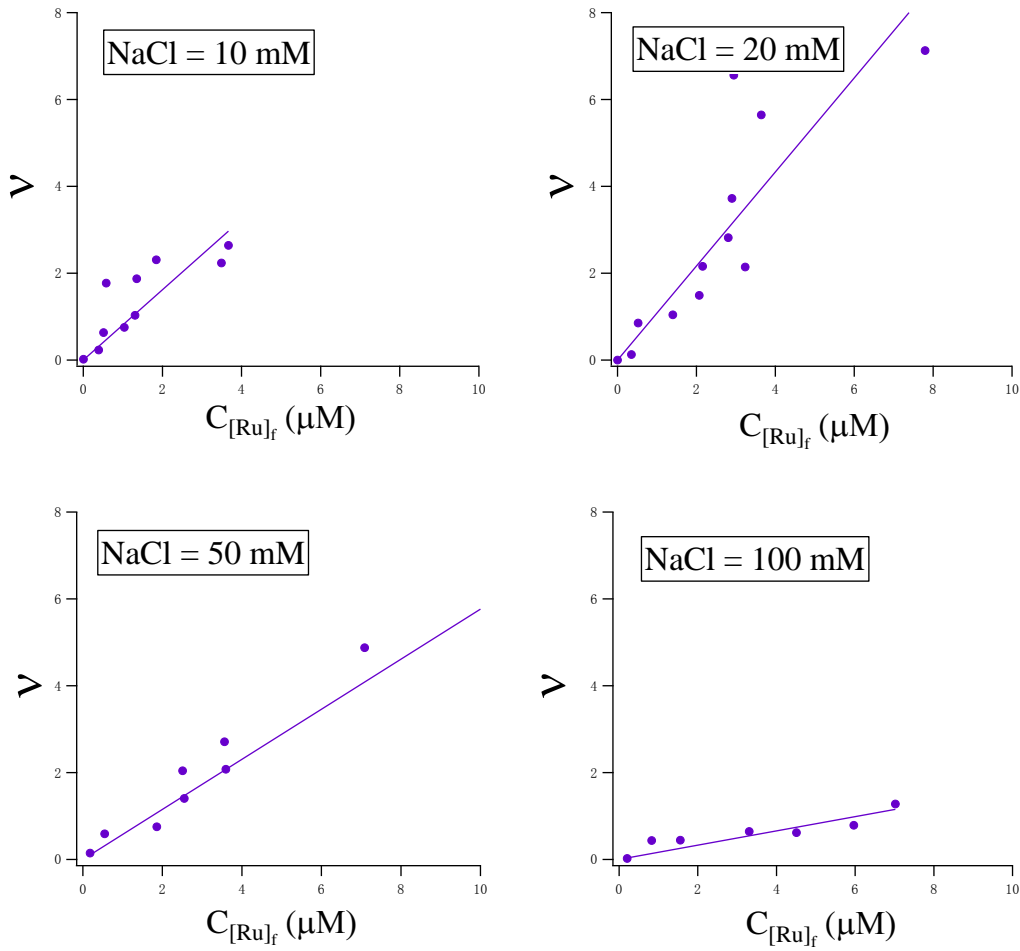 NaCl = 10 mM
8
6
4
2
0
ν
0 2 4 6 8 10
C[Ru]f (μM)
NaCl = 20 mM
8
6
4
2
0
ν
0 2 4 6 8 10
C[Ru]f (μM)
NaCl = 50 mM
8
6
4
2
0
ν
0 2 4 6 8 10
C[Ru]f (μM)
NaCl = 100 mM
8
6
4
2
0
ν
0 2 4 6 8 10
C[Ru]f (μM)